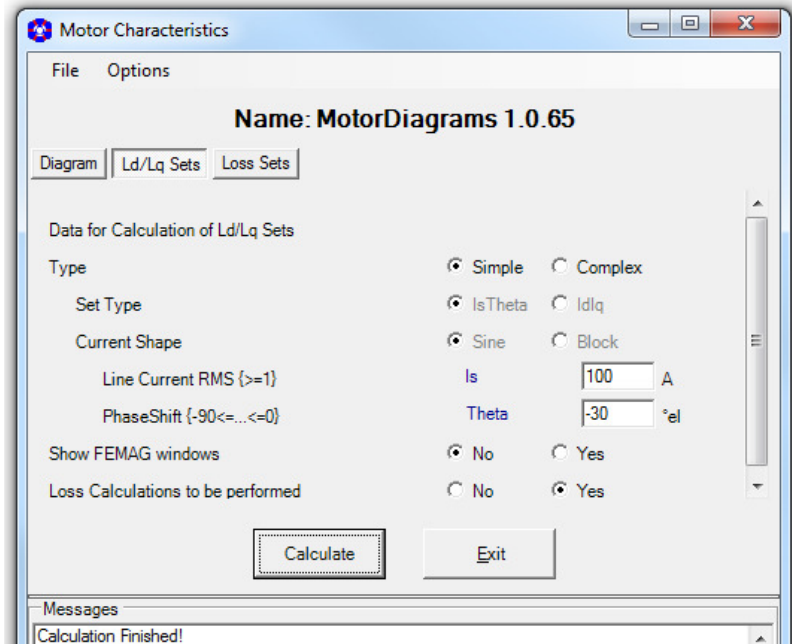 Motor Characteristics
File Options
Name: MotorDiagrams 1.0.65
Diagram Ld/Lq Sets Loss Sets
Data for Calculation of Ld/Lq Sets
Type Simple Complex
Set Type IsTheta IdIq
Current Shape Sine Block
Line Current RMS {>=1} Is 100 A
PhaseShift {-90<=...<=0} Theta -30 °el
Show FEMAG windows No Yes
Loss Calculations to be performed No Yes
Calculate Exit
Messages
Calculation Finished!